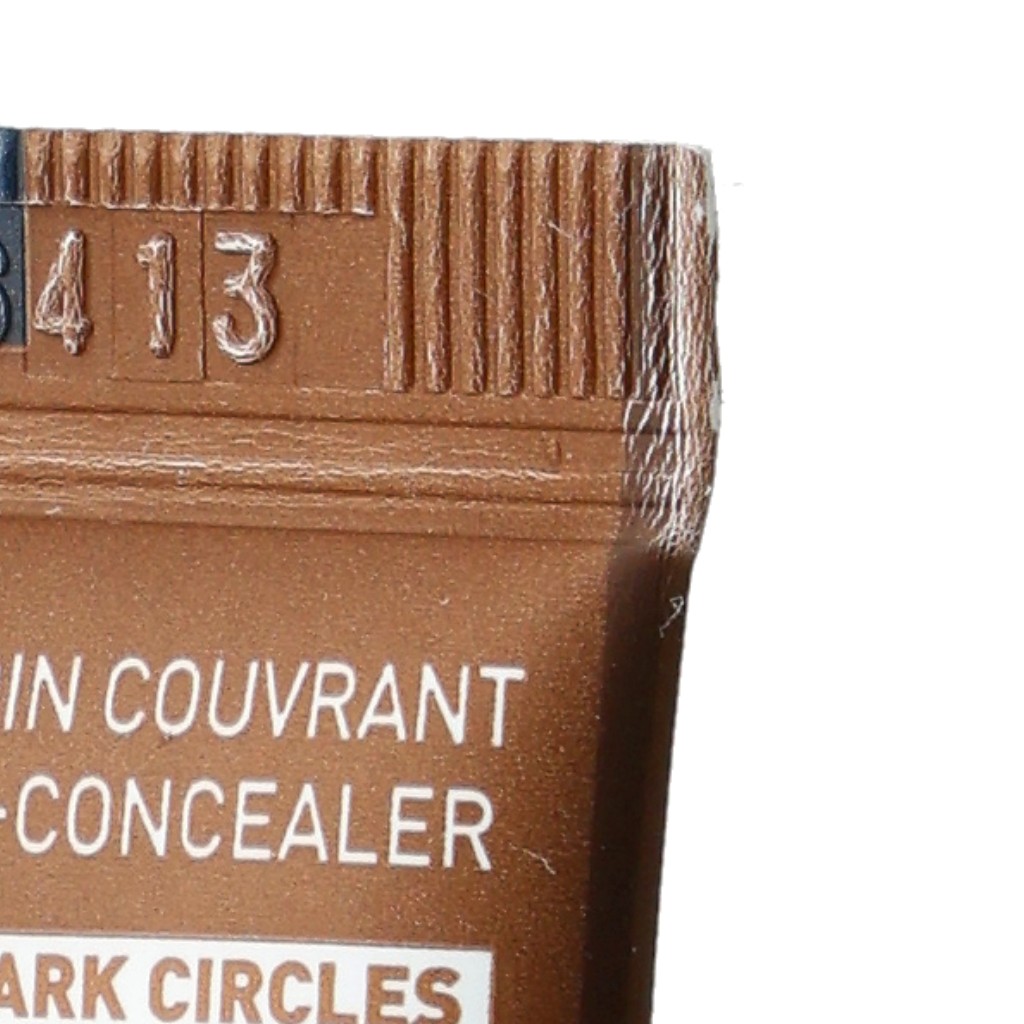 413
IN COUVRANT
-CONCEALER
ARK CIRCLES